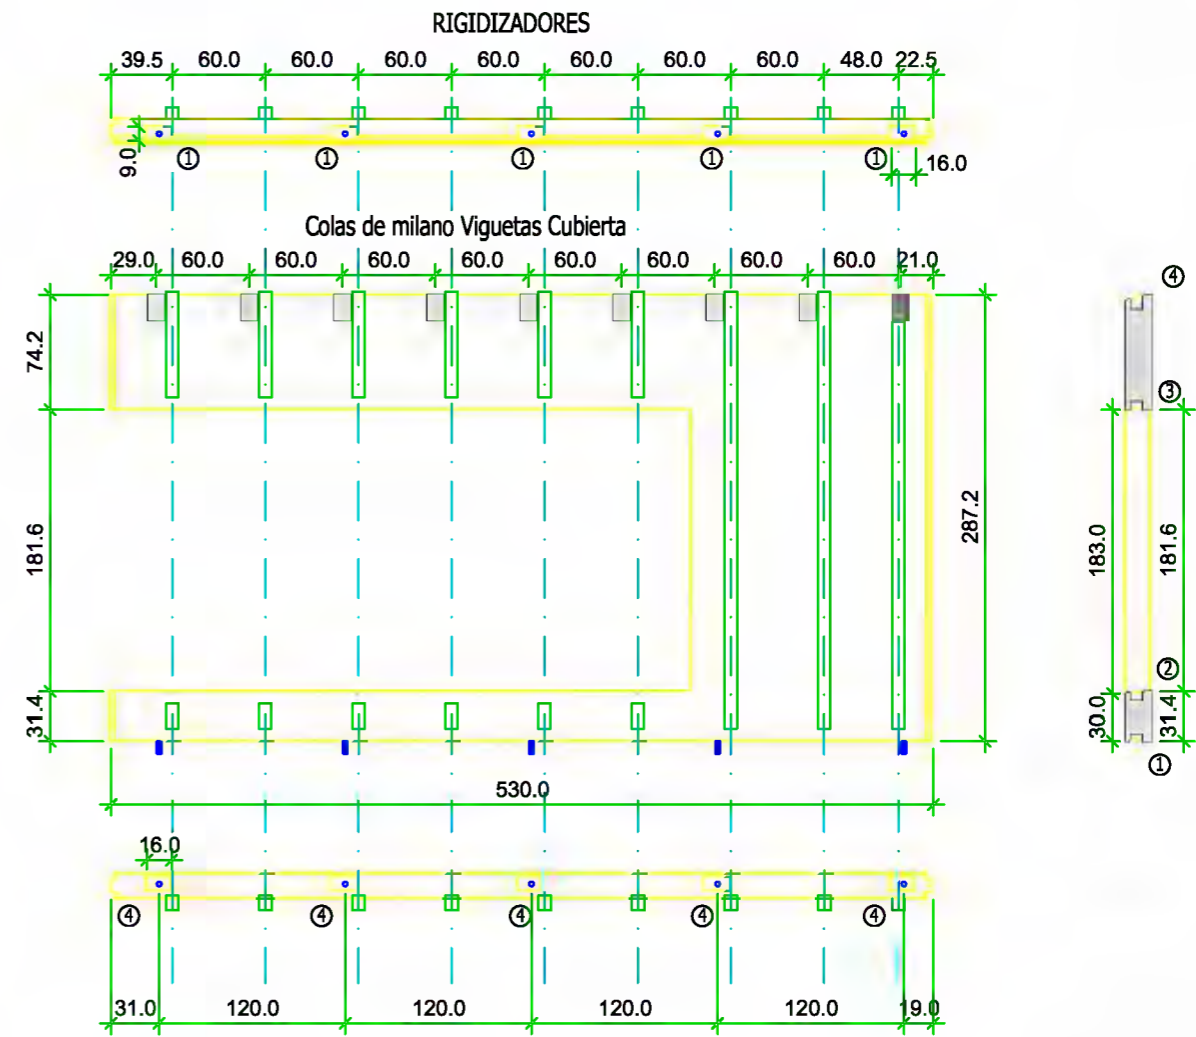 RIGIDIZADORES
39.5 60.0 60.0 60.0 60.0 60.0 60.0 60.0 48.0 22.5
9.0 ① ① ① ① ① 16.0
Colas de milano Viguetas Cubierta
29.0 60.0 60.0 60.0 60.0 60.0 60.0 60.0 60.0 21.0
④
74.2
③
181.6 287.2 183.0 181.6
②
31.4 30.0 31.4
①
530.0
16.0
④ ④ ④ ④ ④
31.0 120.0 120.0 120.0 120.0 19.0